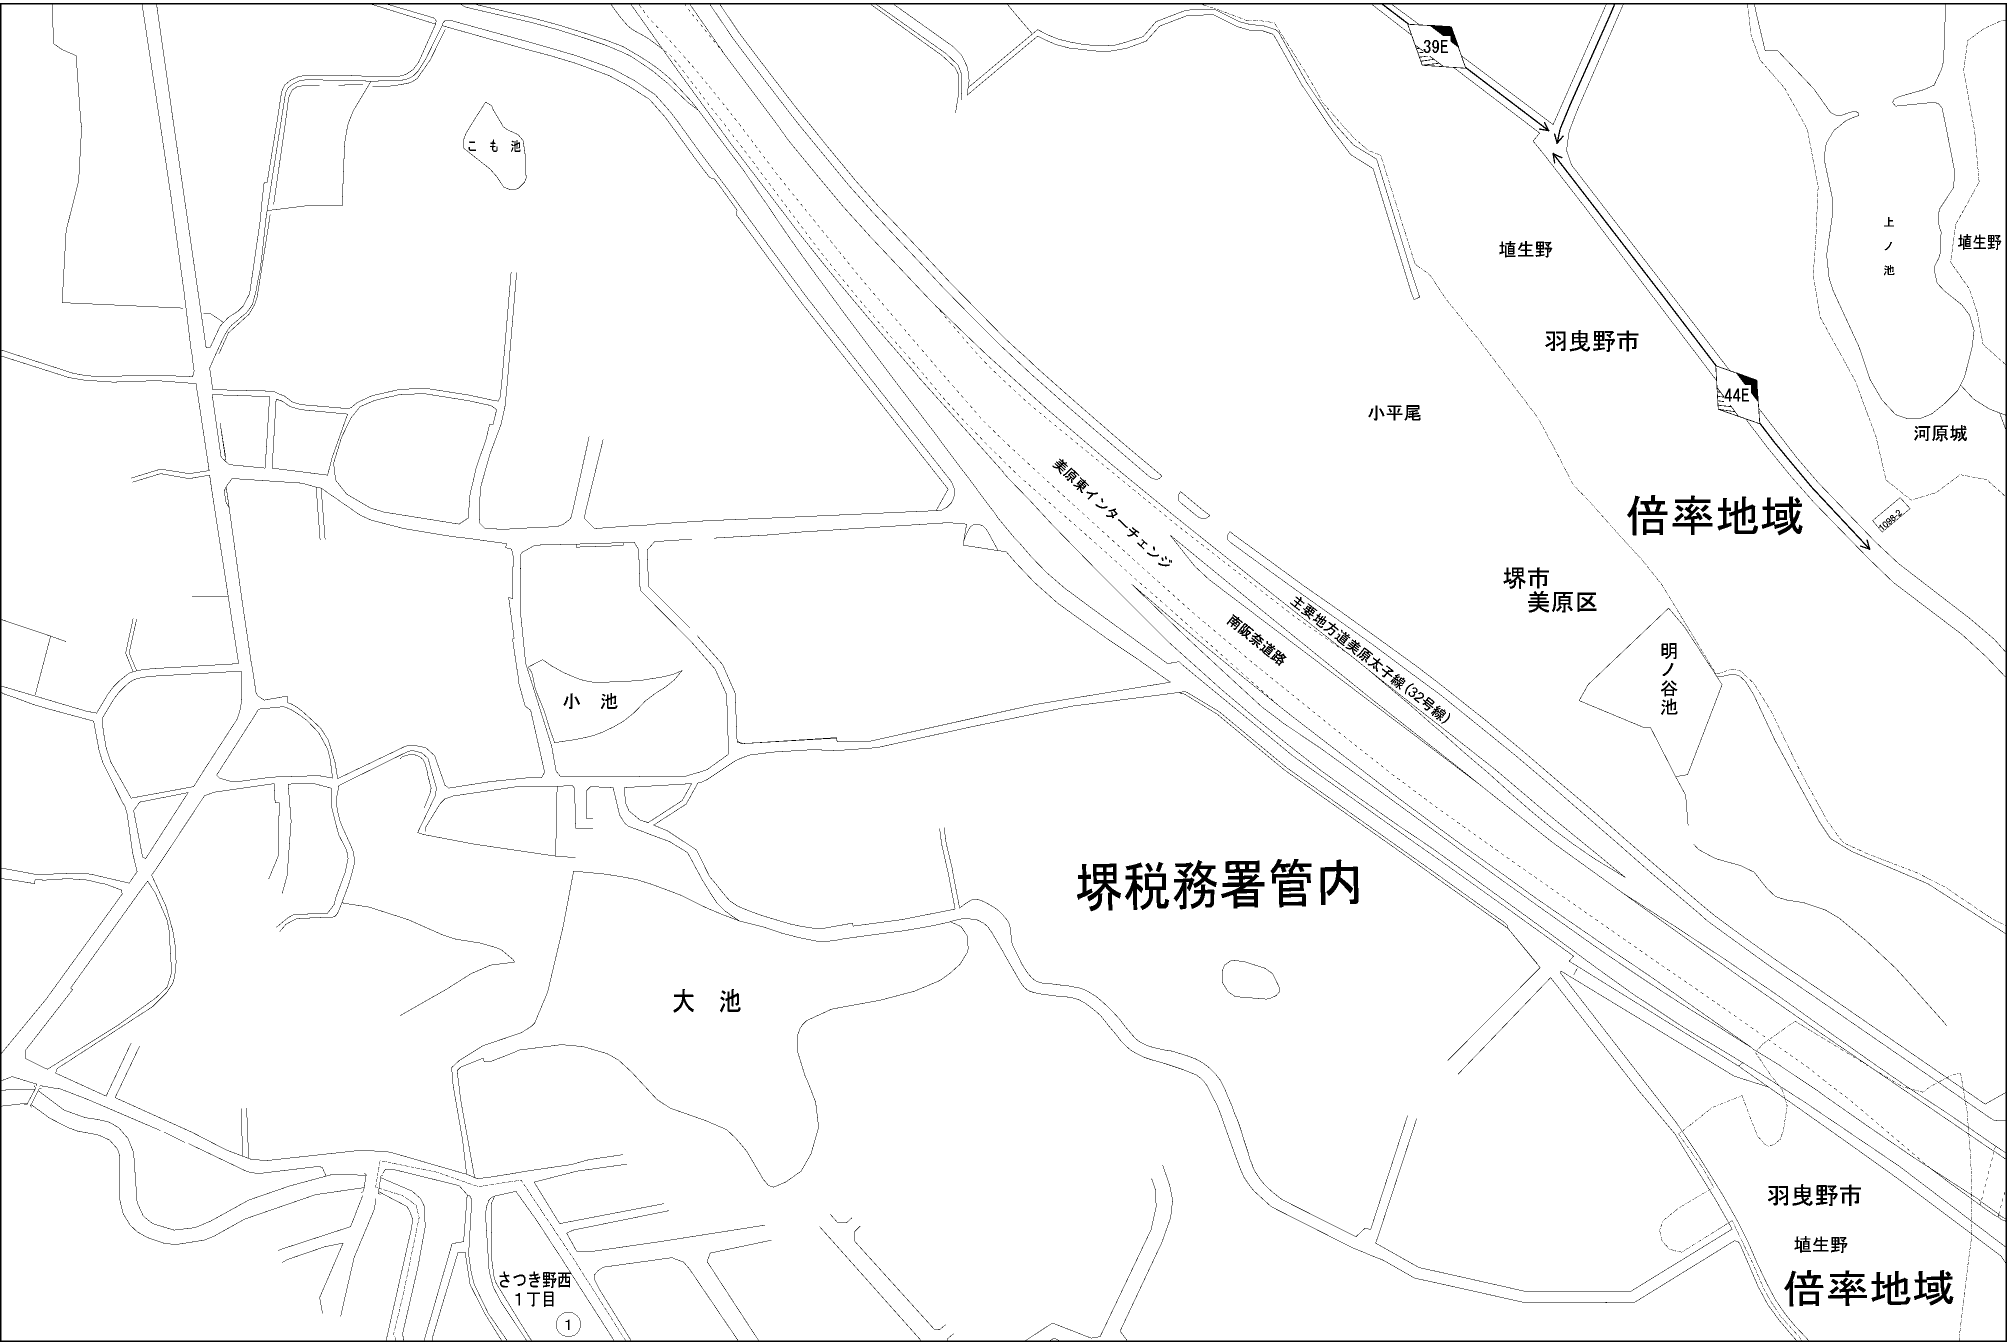 39E
こも池
上ノ池
埴生野
埴生野
羽曳野市
44E
小平尾
河原城
美原東インターチェンジ
倍率地域
1098-2
堺市
美原区
主要地方道美原太子線(32号線)
南阪奈道路
明ノ谷池
小 池
堺税務署管内
大 池
羽曳野市
埴生野
さつき野西
1丁目
倍率地域
1